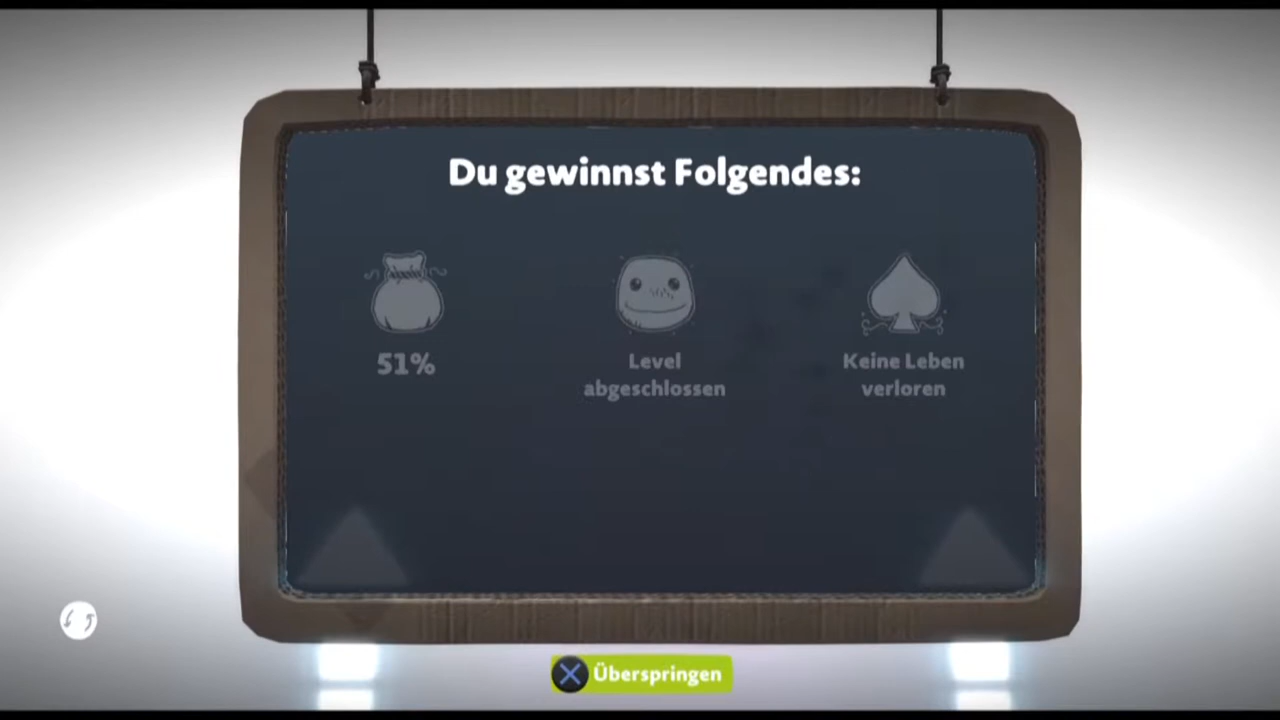 Du gewinnst Folgendes:
51%
Level
abgeschlossen
Keine Leben
verloren
Überspringen